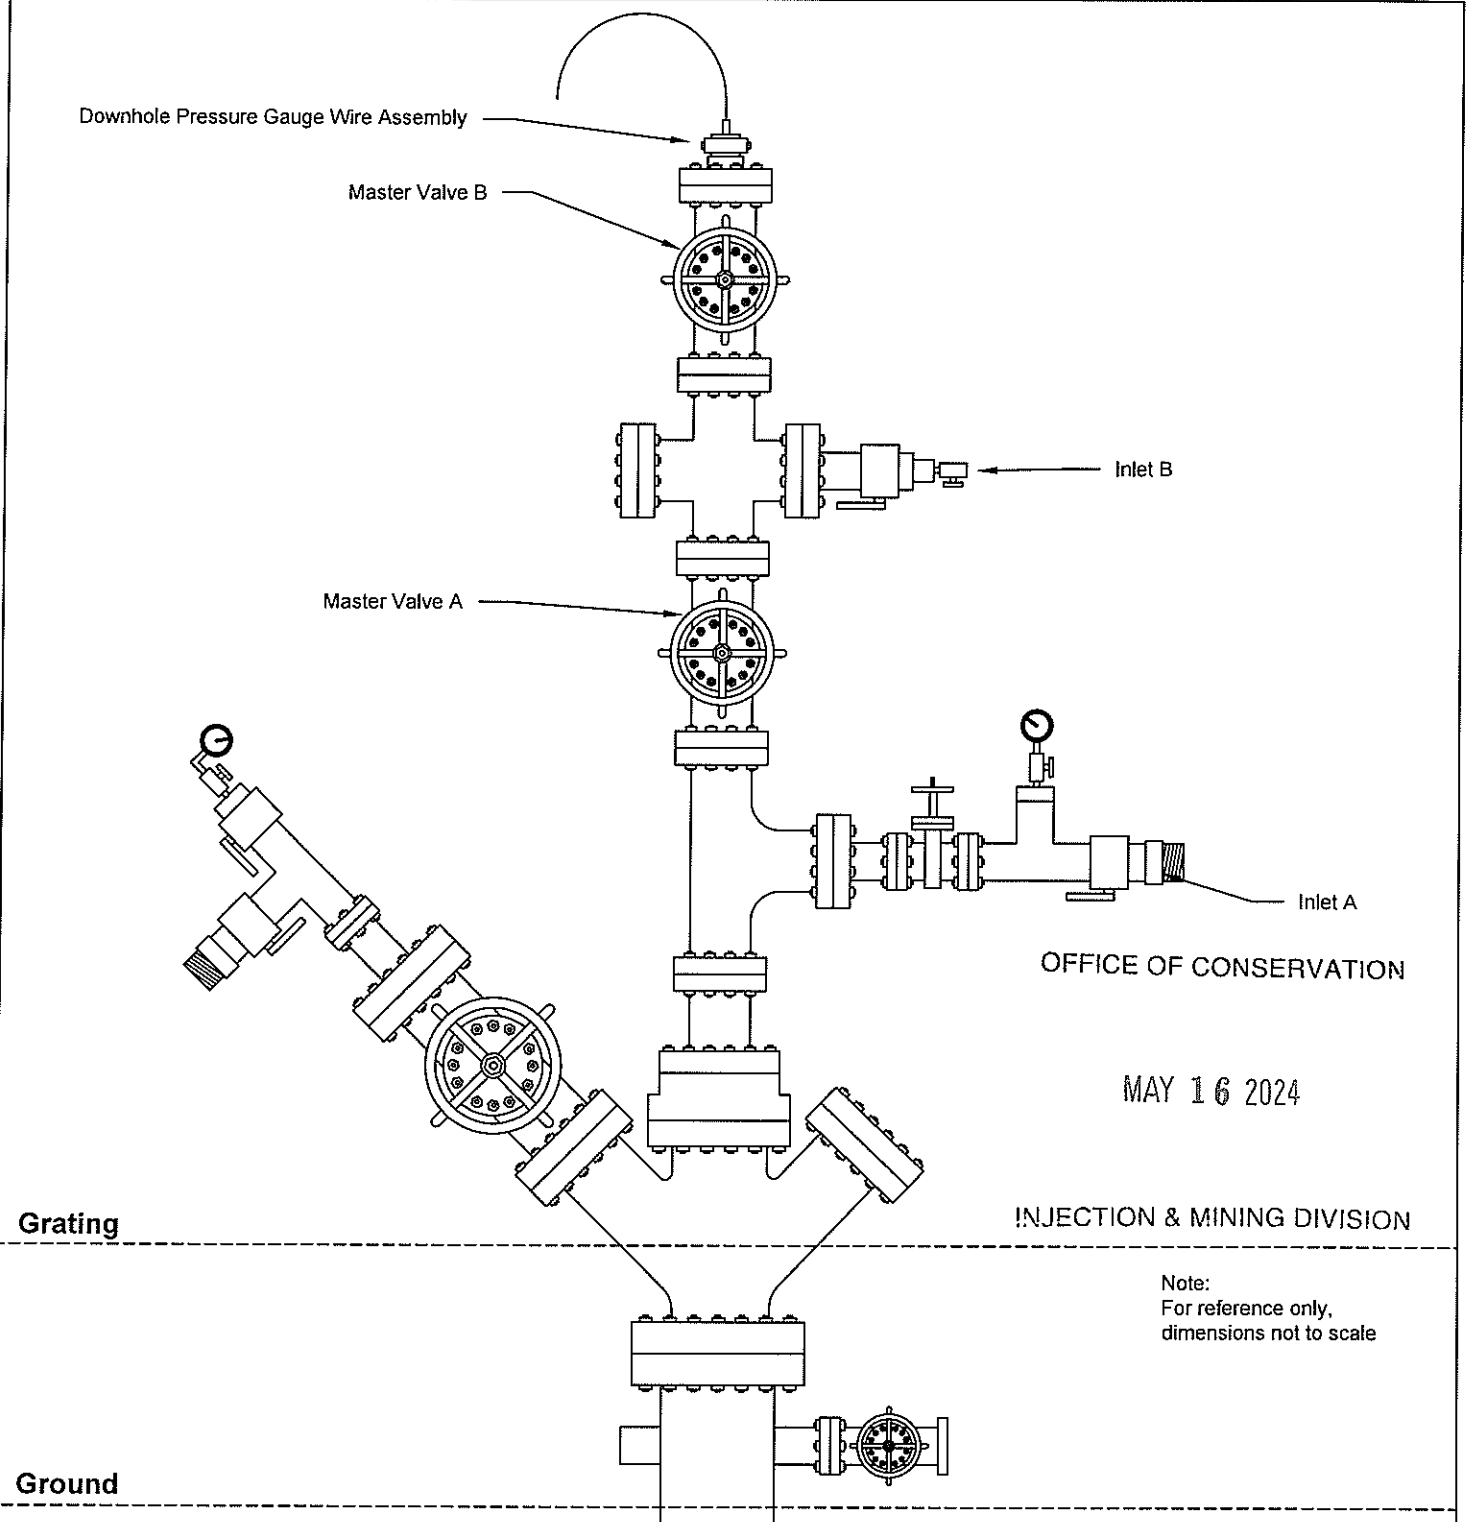 Downhole Pressure Gauge Wire Assembly
Master Valve B
Inlet B
Master Valve A
Inlet A
OFFICE OF CONSERVATION
MAY 16 2024
INJECTION & MINING DIVISION
Grating
Note:
For reference only,
dimensions not to scale
Ground